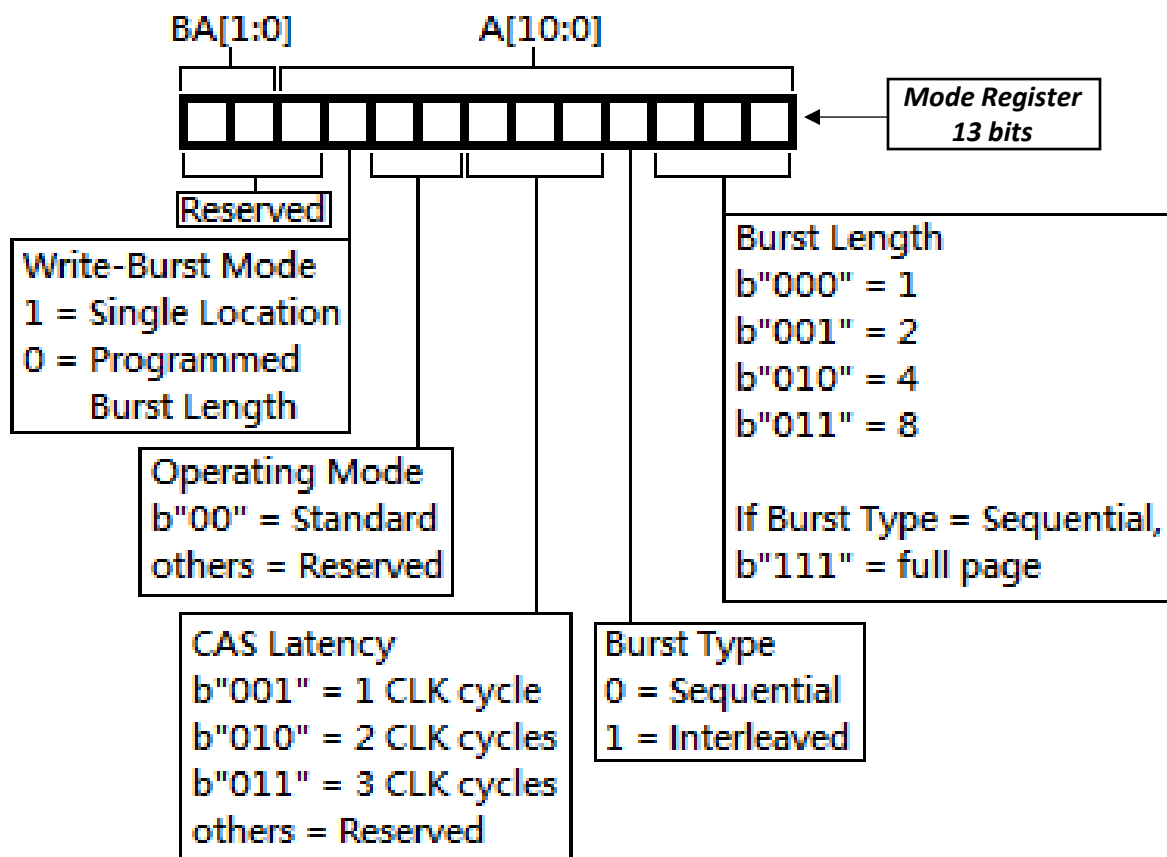 BA[1:0]
A[10:0]
Mode Register
13 bits
Reserved
Write-Burst Mode
1 = Single Location
0 = Programmed
Burst Length
Operating Mode
b"00" = Standard
others = Reserved
CAS Latency
b"001" = 1 CLK cycle
b"010" = 2 CLK cycles
b"011" = 3 CLK cycles
others = Reserved
Burst Type
0 = Sequential
1 = Interleaved
Burst Length
b"000" = 1
b"001" = 2
b"010" = 4
b"011" = 8
If Burst Type = Sequential,
b"111" = full page